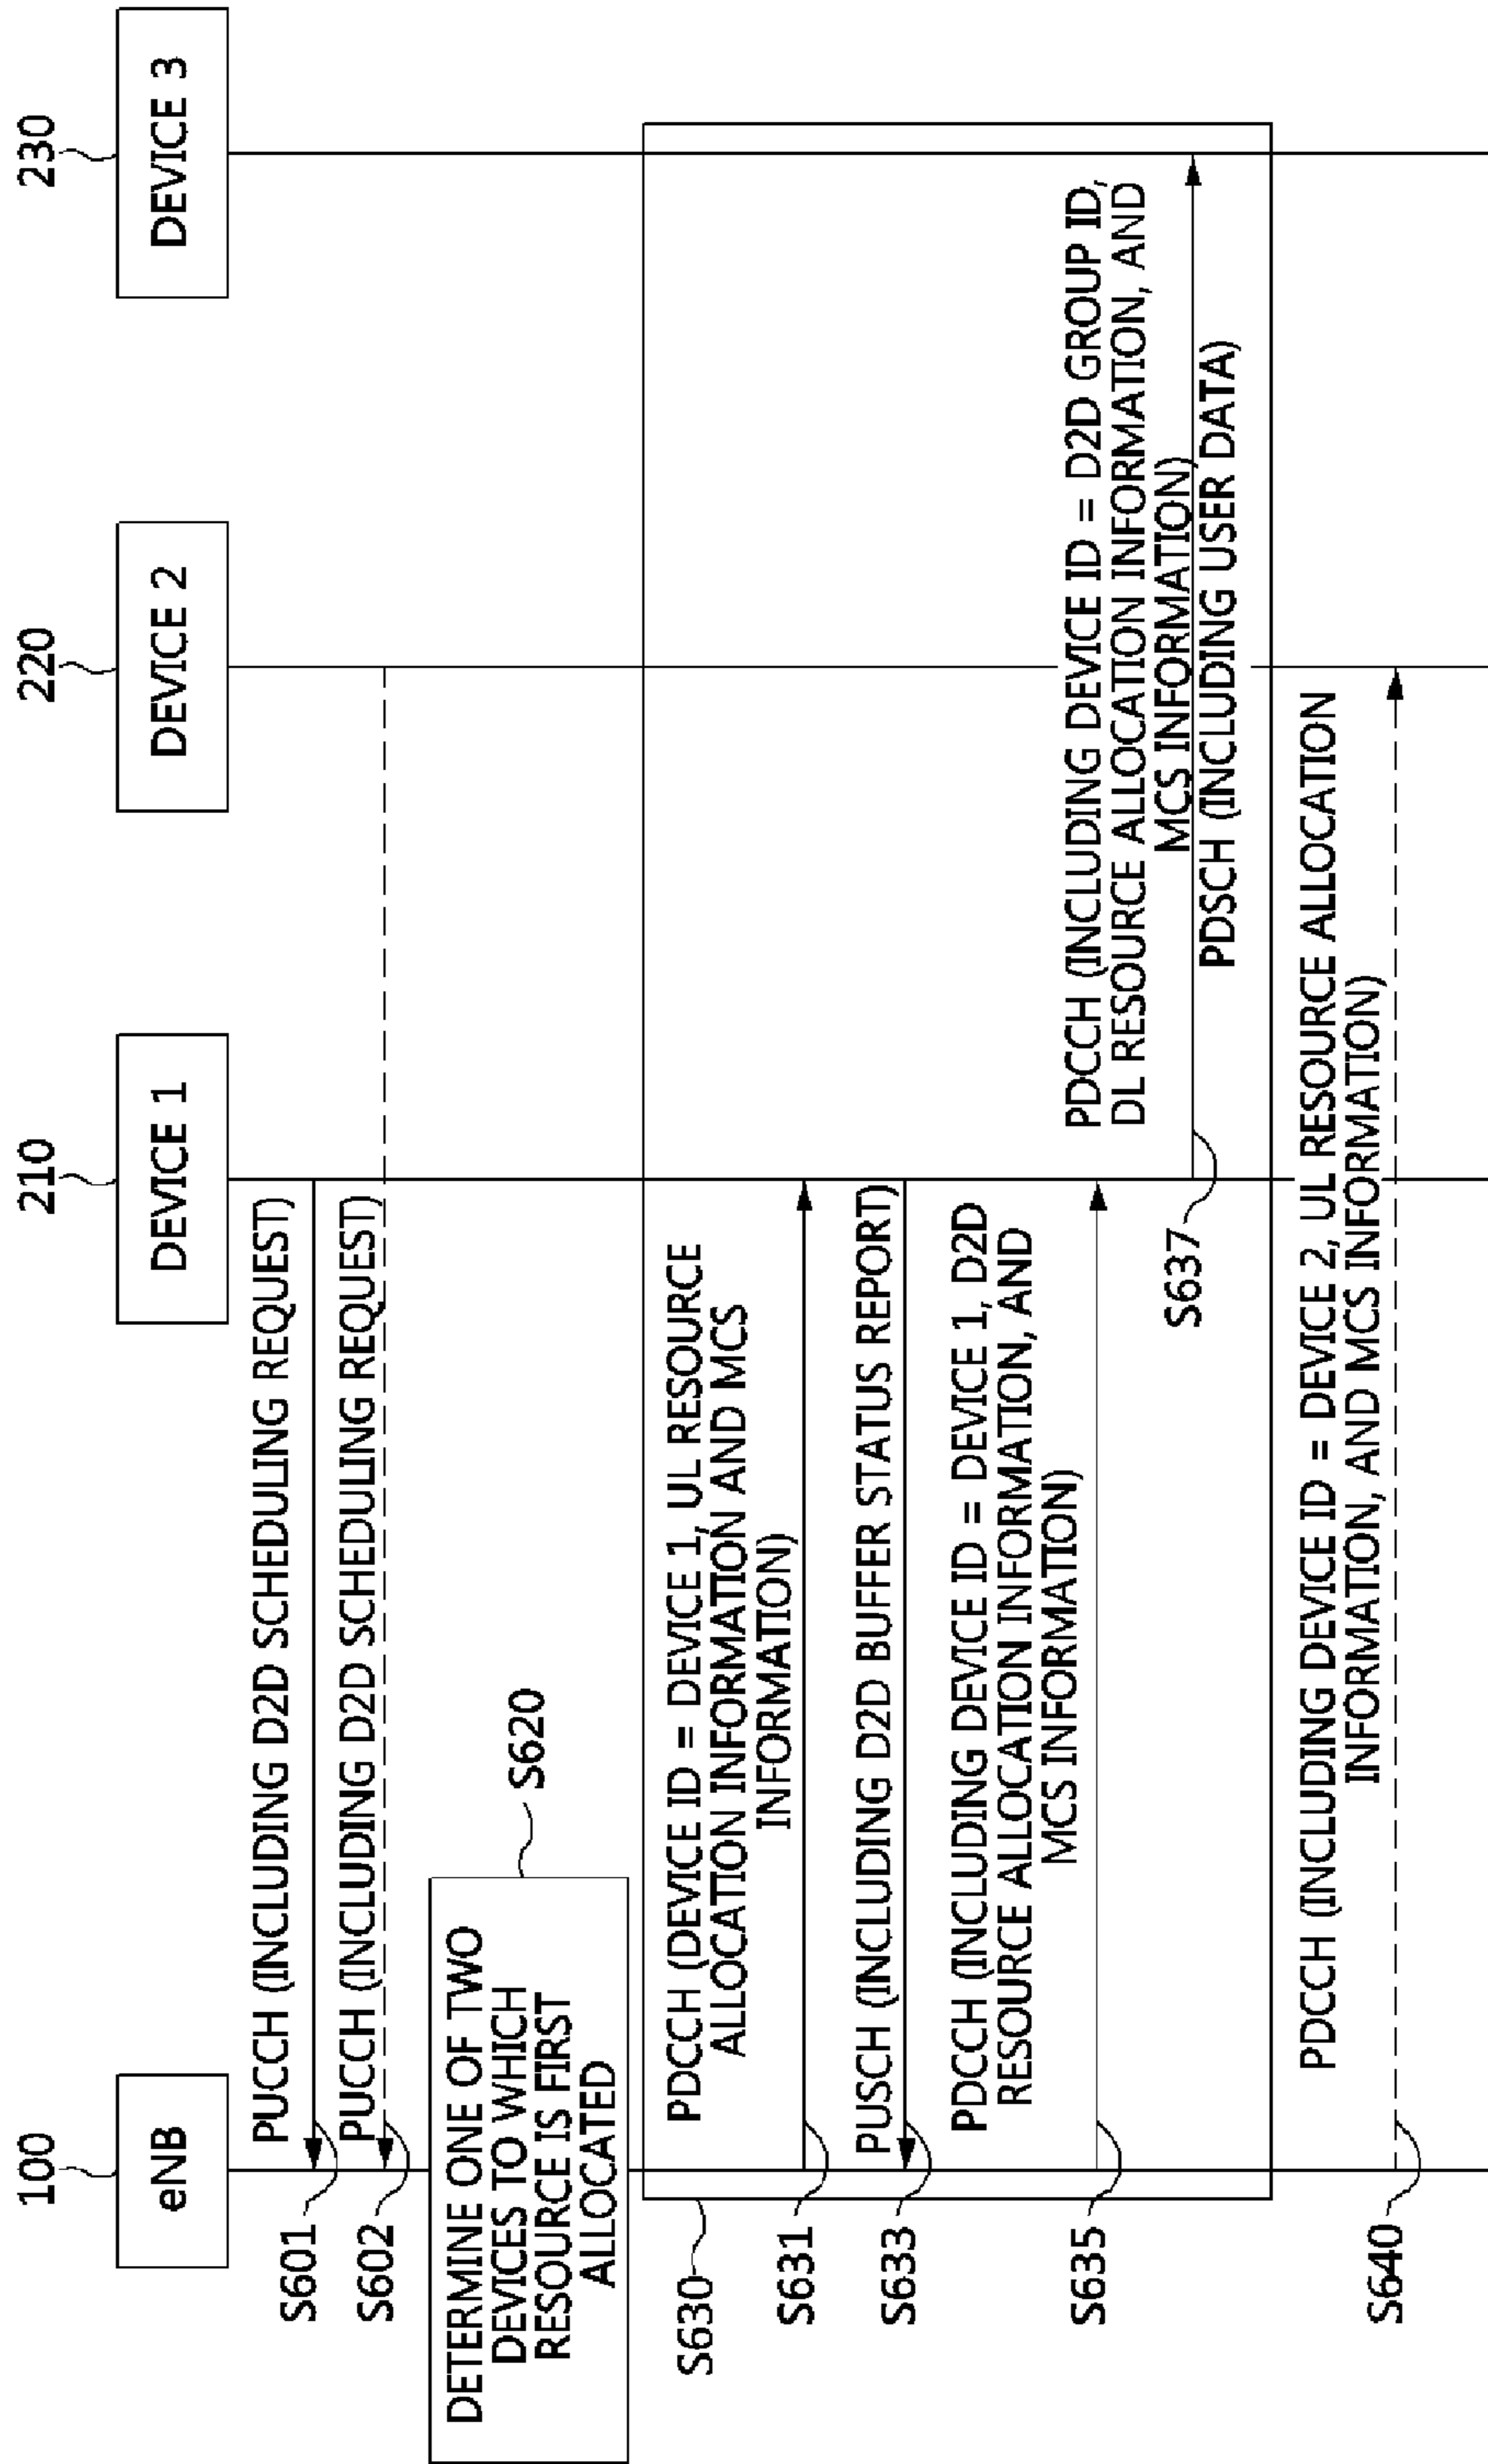 100
210
220
230
eNB
DEVICE 1
DEVICE 2
DEVICE 3
PUCCH (INCLUDING D2D SCHEDULING REQUEST)
S601
PUCCH (INCLUDING D2D SCHEDULING REQUEST)
S602
DETERMINE ONE OF TWO
DEVICES TO WHICH
RESOURCE IS FIRST
ALLOCATED
S620
S630
PDCCH (DEVICE ID = DEVICE 1, UL RESOURCE
ALLOCATION INFORMATION AND MCS
INFORMATION)
S631
PUSCH (INCLUDING D2D BUFFER STATUS REPORT)
S633
PDCCH (INCLUDING DEVICE ID = DEVICE 1, D2D
RESOURCE ALLOCATION INFORMATION, AND
MCS INFORMATION)
S635
PDCCH (INCLUDING DEVICE ID = D2D GROUP ID,
DL RESOURCE ALLOCATION INFORMATION, AND
MCS INFORMATION)
PDSCH (INCLUDING USER DATA)
S637
PDCCH (INCLUDING DEVICE ID = DEVICE 2, UL RESOURCE ALLOCATION
INFORMATION, AND MCS INFORMATION)
S640